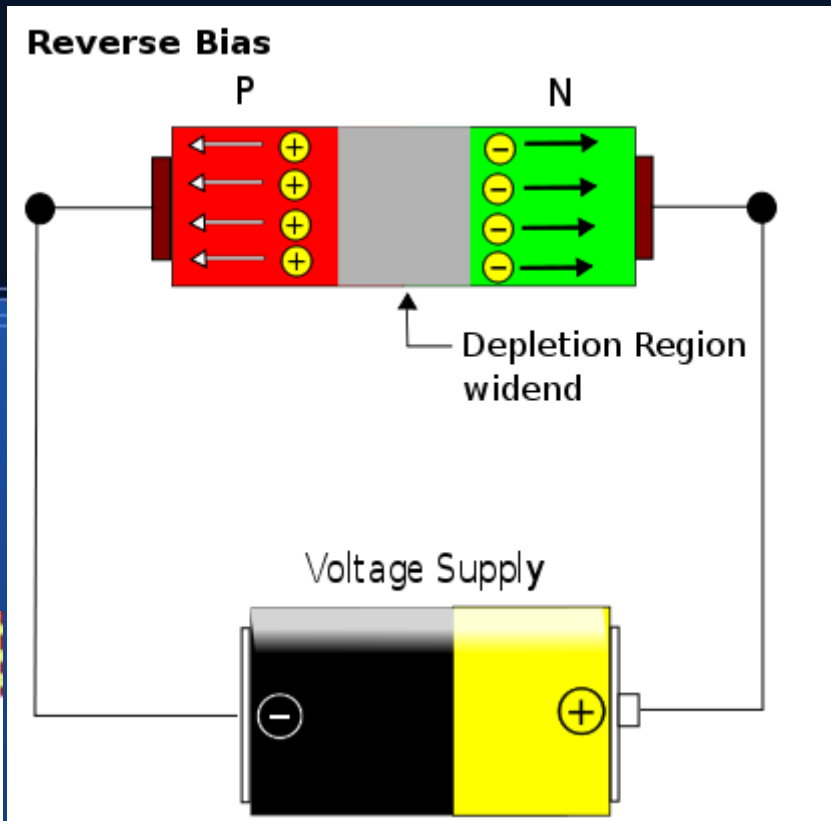 Reverse Bias
P
N
+
-
+
-
+
-
+
-
Depletion Region
widend
Voltage Supply
-
+